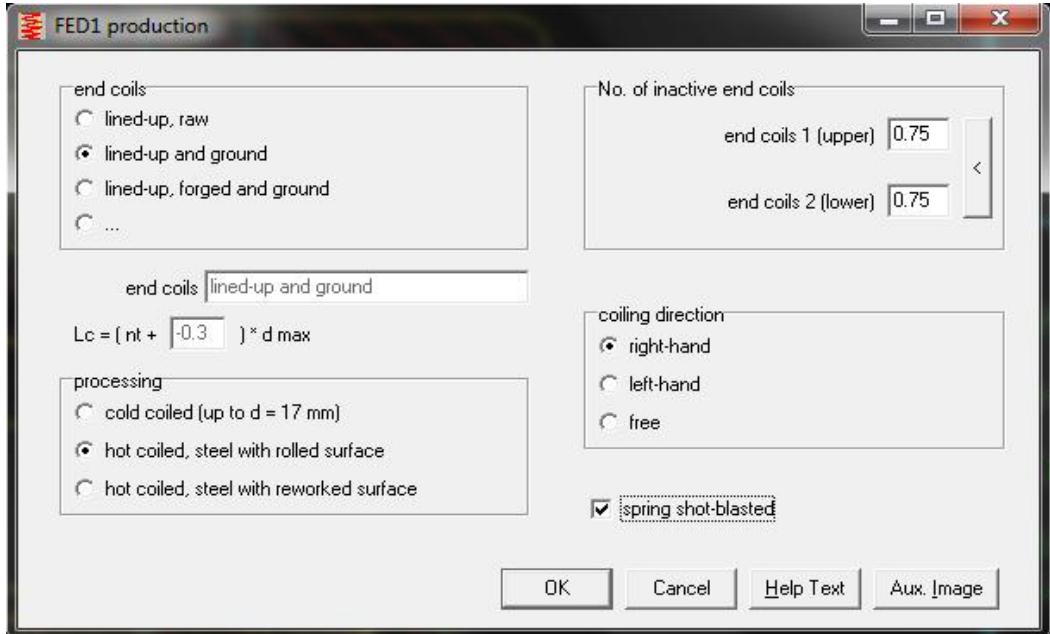 FED1 production
end coils
lined-up, raw
lined-up and ground
lined-up, forged and ground
...
end coils lined-up and ground
Lc = ( nt + -0.3 ) * d max
processing
cold coiled (up to d = 17 mm)
hot coiled, steel with rolled surface
hot coiled, steel with reworked surface
No. of inactive end coils
end coils 1 (upper) 0.75
<
end coils 2 (lower) 0.75
coiling direction
right-hand
left-hand
free
spring shot-blasted
OK Cancel Help Text Aux. Image